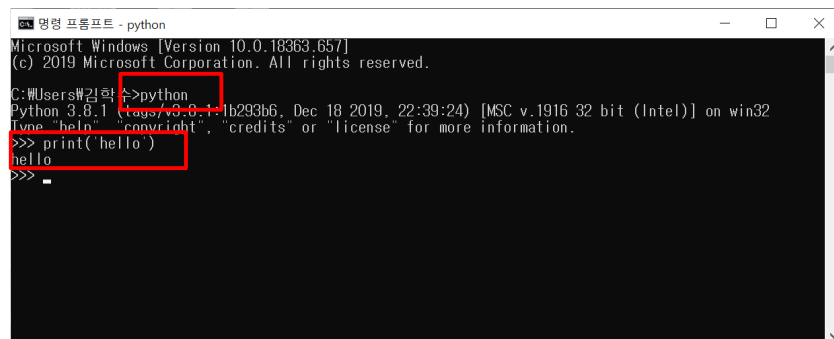 명령 프롬프트 - python
Microsoft Windows [Version 10.0.18363.657]
(c) 2019 Microsoft Corporation. All rights reserved.
C:₩Users₩김학수>python
Python 3.8.1 (tags/v3.8.1:1b293b6, Dec 18 2019, 22:39:24) [MSC v.1916 32 bit (Intel)] on win32
Type "help", "copyright", "credits" or "license" for more information.
>>> print('hello')
hello
>>>